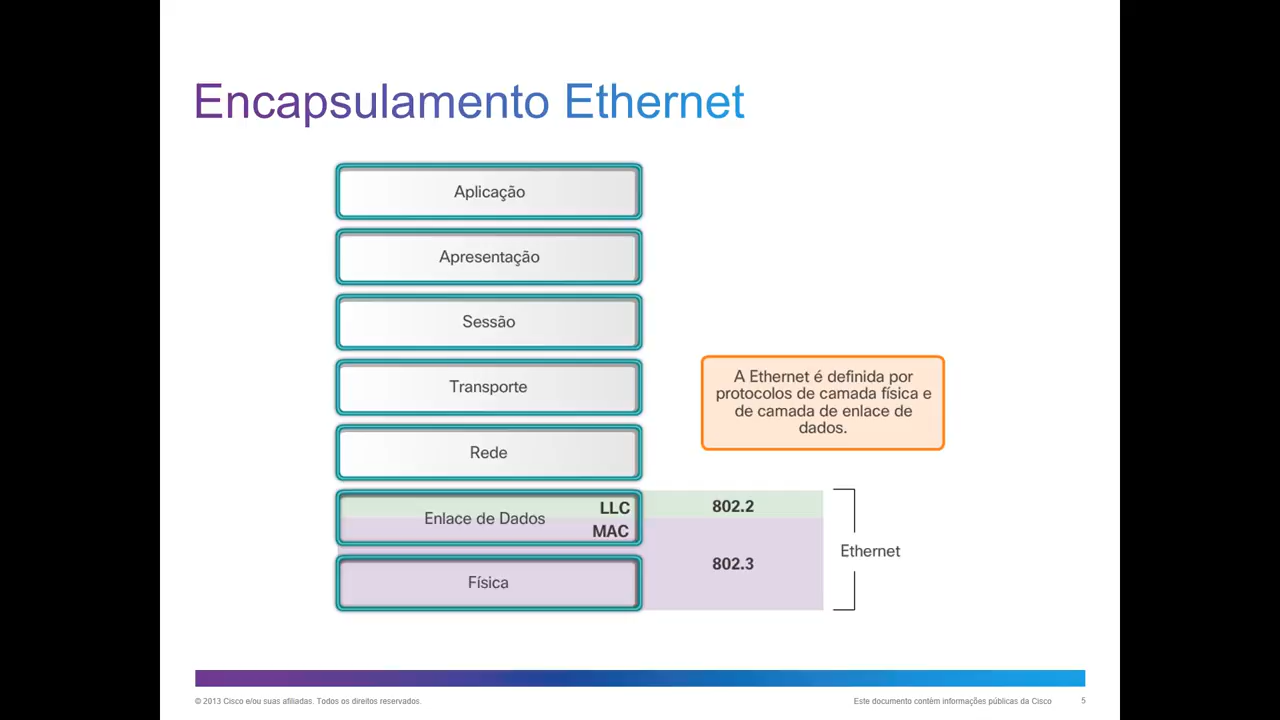 Encapsulamento Ethernet
Aplicação
Apresentação
Sessão
Transporte
Rede
A Ethernet é definida por
protocolos de camada física e
de camada de enlace de
dados.
Enlace de Dados
LLC
MAC
Física
802.2
802.3
Ethernet
© 2013 Cisco e/ou suas afiliadas. Todos os direitos reservados.
Este documento contém informações públicas da Cisco
5